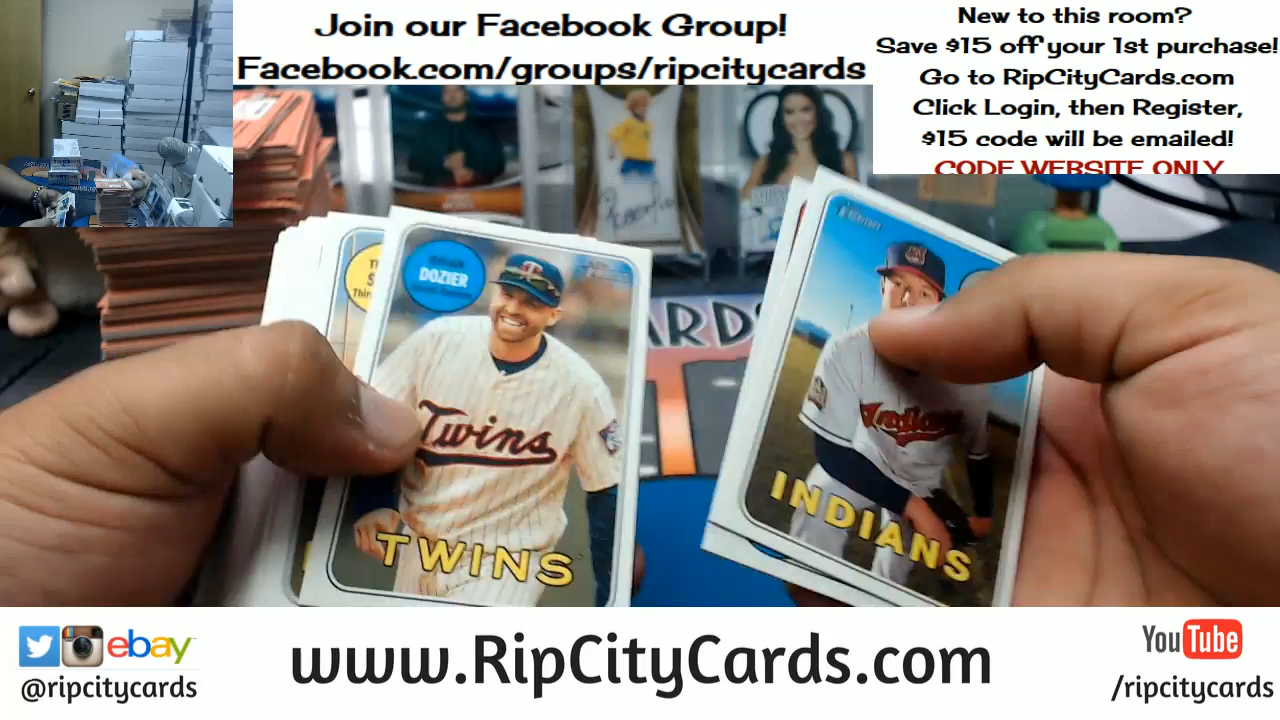 Join our Facebook Group!
Facebook.com/groups/ripcitycards
New to this room?
Save $15 off your 1st purchase!
Go to RipCityCards.com
Click Login, then Register,
$15 code will be emailed!
CODE WEBSITE ONLY
DOZIER
TWINS
Twins
Indians
INDIANS
ARDS
ebay
@ripcitycards
www.RipCityCards.com
YouTube
/ripcitycards